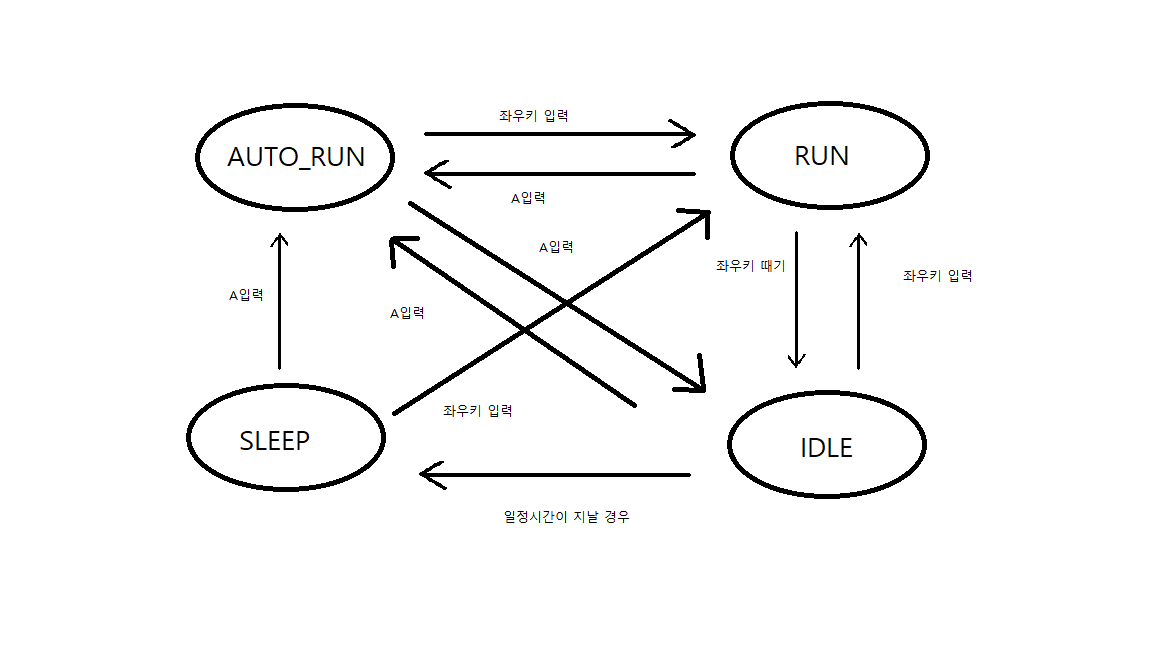 좌우키 입력
AUTO_RUN
RUN
A입력
A입력
좌우키 때기
좌우키 입력
A입력
A입력
좌우키 입력
SLEEP
IDLE
일정시간이 지날 경우